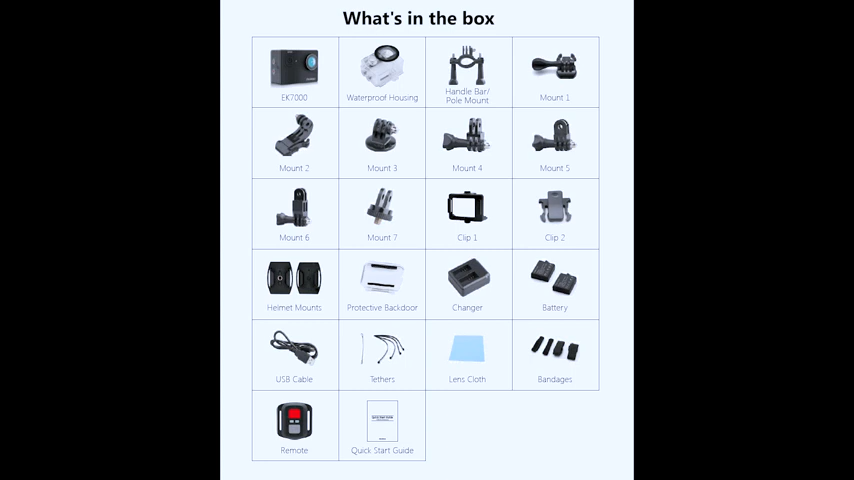 What's in the box
EK7000
Waterproof Housing
Handle Bar/
Pole Mount
Mount 1
Mount 2
Mount 3
Mount 4
Mount 5
Mount 6
Mount 7
Clip 1
Clip 2
Helmet Mounts
Protective Backdoor
Changer
Battery
USB Cable
Tethers
Lens Cloth
Bandages
Remote
Quick Start Guide